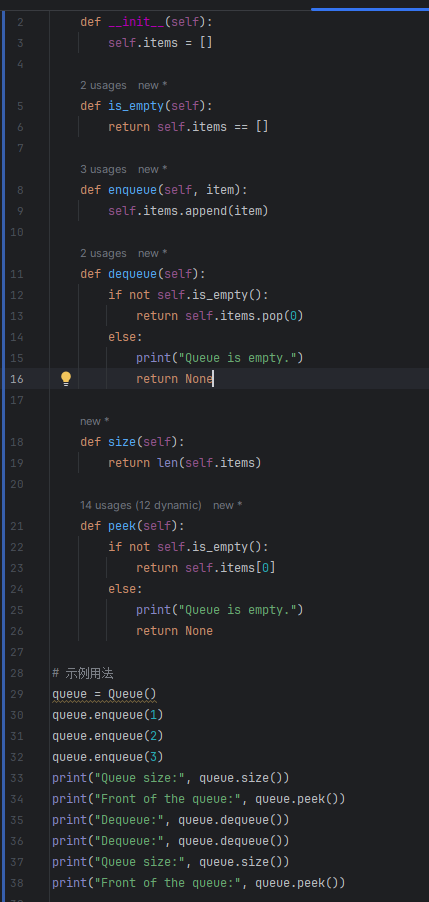 2 def __init__(self):
3 self.items = []
4
2 usages new *
5 def is_empty(self):
6 return self.items == []
7
3 usages new *
8 def enqueue(self, item):
9 self.items.append(item)
10
2 usages new *
11 def dequeue(self):
12 if not self.is_empty():
13 return self.items.pop(0)
14 else:
15 print("Queue is empty.")
16 return None
17
new *
18 def size(self):
19 return len(self.items)
20
14 usages (12 dynamic) new *
21 def peek(self):
22 if not self.is_empty():
23 return self.items[0]
24 else:
25 print("Queue is empty.")
26 return None
27
28 # 示例用法
29 queue = Queue()
30 queue.enqueue(1)
31 queue.enqueue(2)
32 queue.enqueue(3)
33 print("Queue size:", queue.size())
34 print("Front of the queue:", queue.peek())
35 print("Dequeue:", queue.dequeue())
36 print("Dequeue:", queue.dequeue())
37 print("Queue size:", queue.size())
38 print("Front of the queue:", queue.peek())